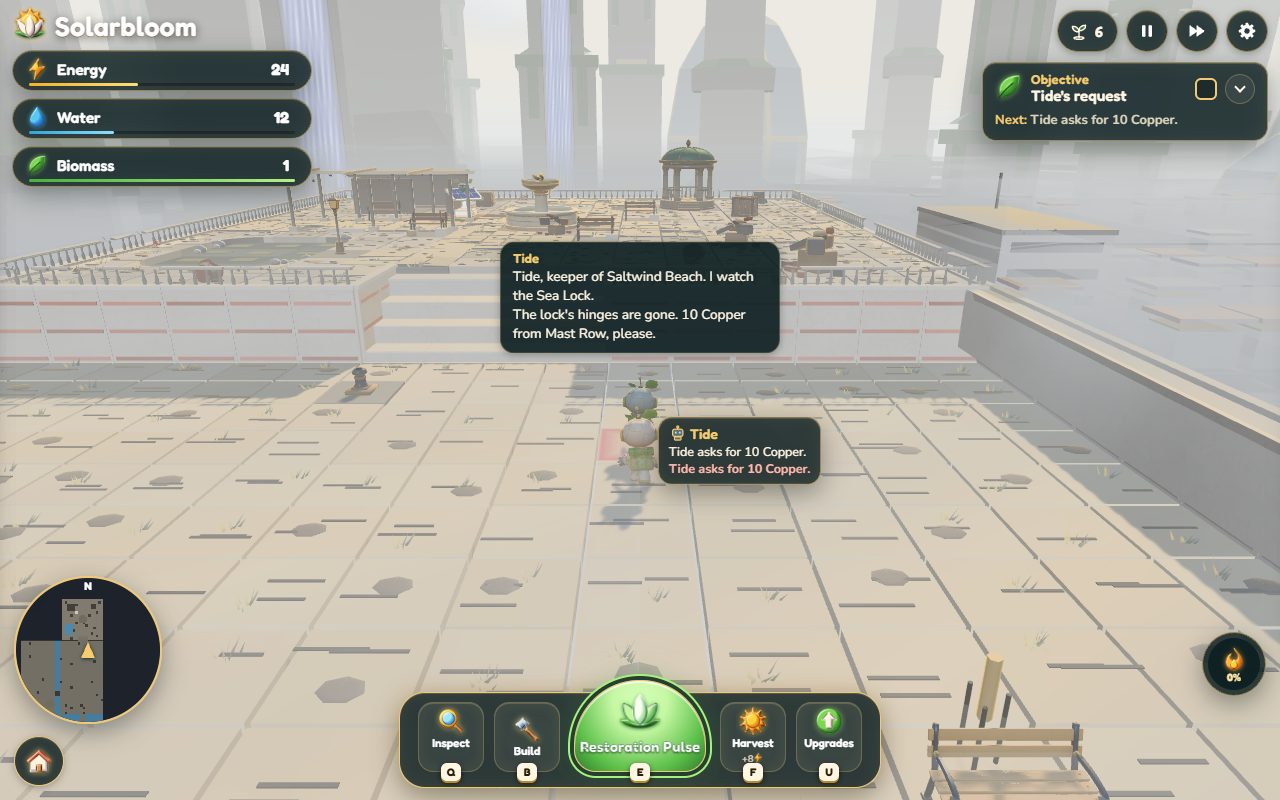 Solarbloom
Energy 24
Water 12
Biomass 1
6
Objective
Tide's request
Next: Tide asks for 10 Copper.
Tide
Tide, keeper of Saltwind Beach. I watch
the Sea Lock.
The lock's hinges are gone. 10 Copper
from Mast Row, please.
Tide
Tide asks for 10 Copper.
Tide asks for 10 Copper.
N
0%
Inspect
Q
Build
B
Restoration Pulse
E
Harvest
+8
F
Upgrades
U